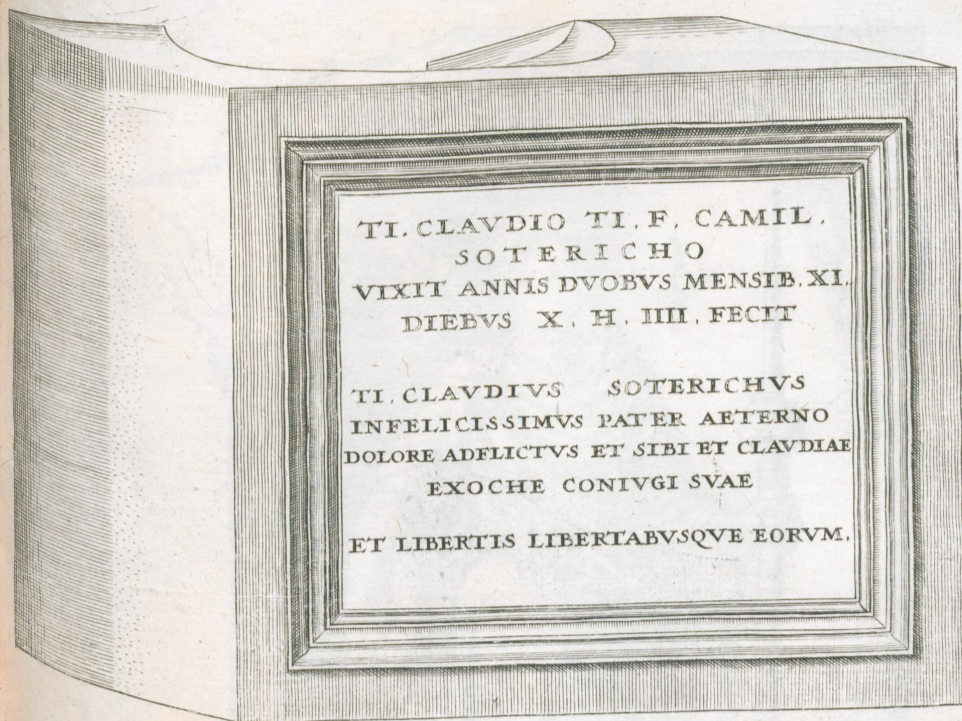 TI. CLAVDIO TI. F. CAMIL.
SOTERICHO
VIXIT ANNIS DVOBVS MENSIB. XI.
DIEBVS X. H. IIII. FECIT
TI. CLAVDIVS SOTERICHVS
INFELICISSIMVS PATER AETERNO
DOLORE ADFLICTVS ET SIBI ET CLAVDIAE
EXOCHE CONIVGI SVAE
ET LIBERTIS LIBERTABVSQVE EORVM.